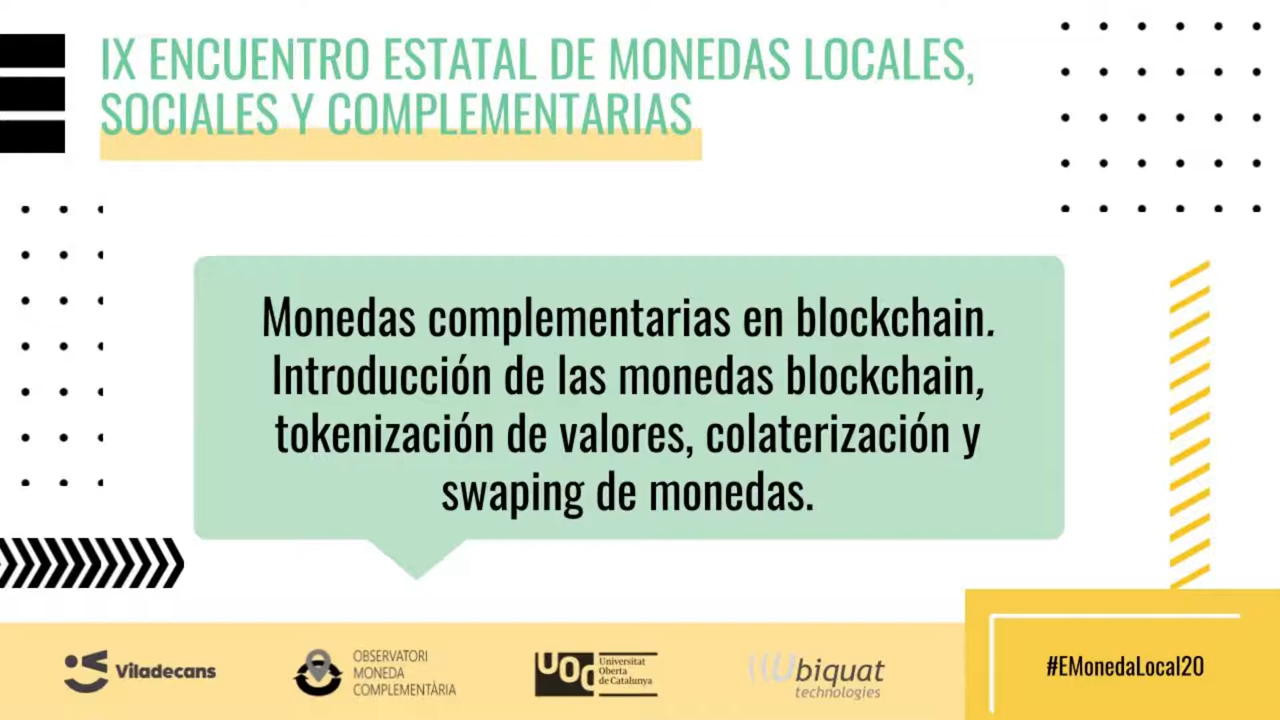 IX ENCUENTRO ESTATAL DE MONEDAS LOCALES,
SOCIALES Y COMPLEMENTARIAS
Monedas complementarias en blockchain.
Introducción de las monedas blockchain,
tokenización de valores, colaterización y
swaping de monedas.
Viladecans
OBSERVATORI
MONEDA
COMPLEMENTÀRIA
UOC
Universitat
Oberta
de Catalunya
Ubiquat
technologies
#EMonedaLocal20